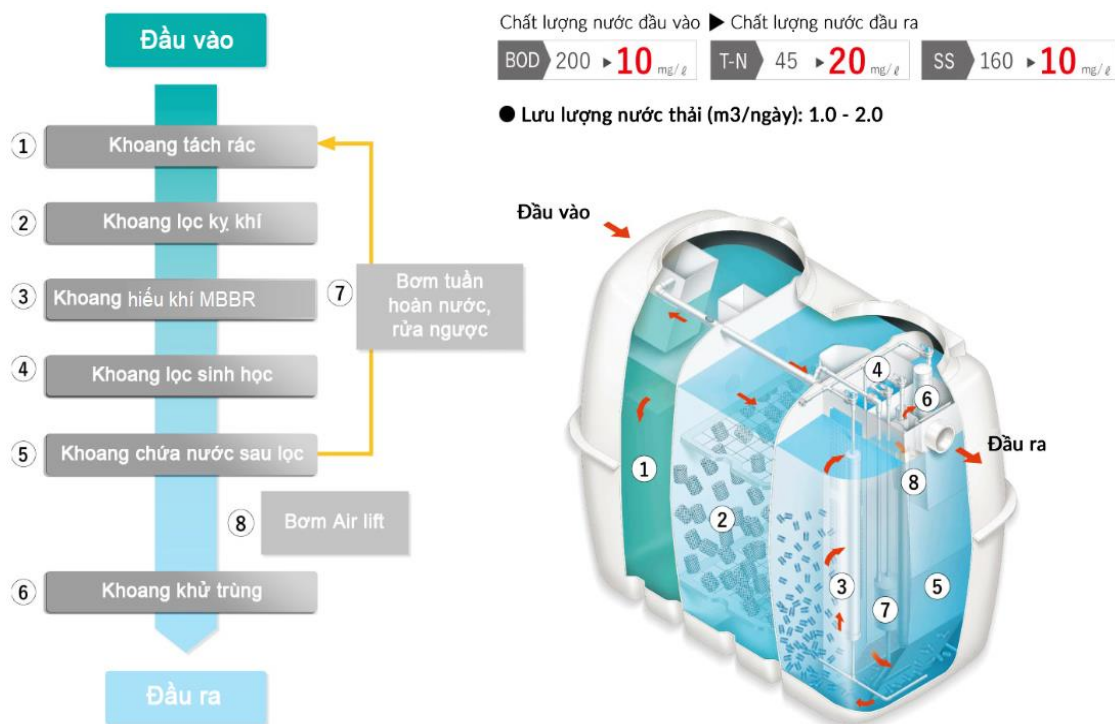 Đầu vào
① Khoang tách rác
② Khoang lọc kỵ khí
③ Khoang hiếu khí MBBR
④ Khoang lọc sinh học
⑤ Khoang chứa nước sau lọc
⑦ Bơm tuần
hoàn nước,
rửa ngược
⑧ Bơm Air lift
⑥ Khoang khử trùng
Đầu ra
Chất lượng nước đầu vào ▶ Chất lượng nước đầu ra
BOD 200 ▸ 10 mg/ℓ
T-N 45 ▸ 20 mg/ℓ
SS 160 ▸ 10 mg/ℓ
● Lưu lượng nước thải (m3/ngày): 1.0 - 2.0
Đầu vào
④
⑥
Đầu ra
①
⑧
②
③
⑤
⑦